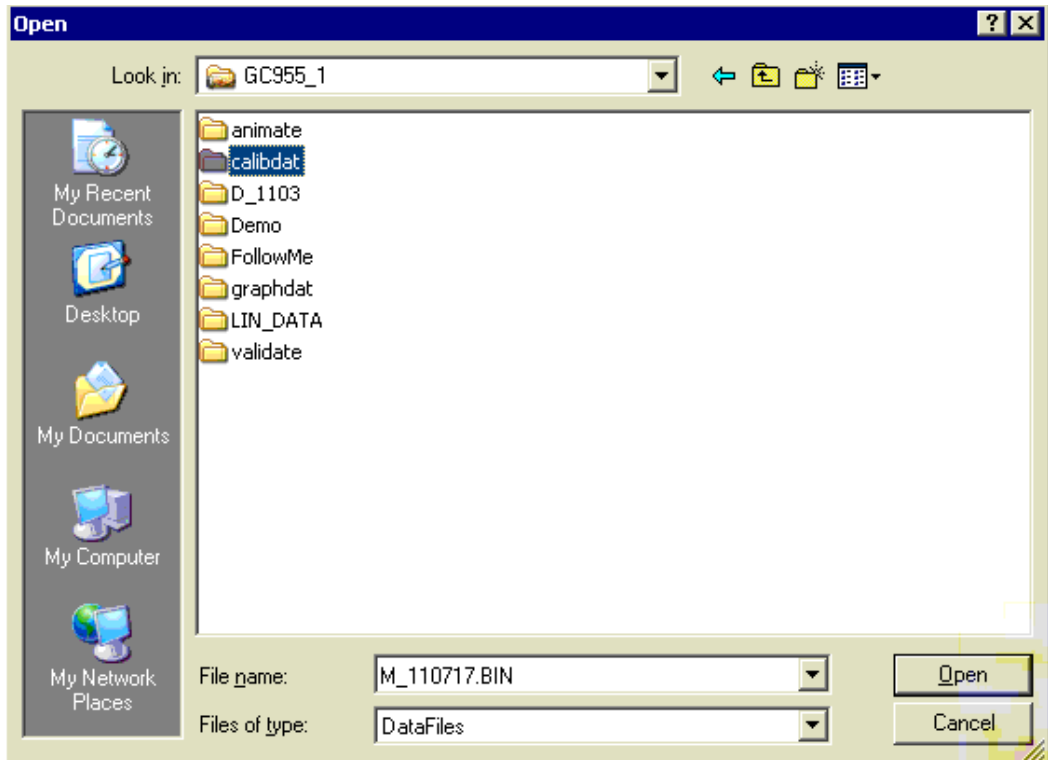 Open
Look in: GC955_1
animate
calibdat
D_1103
Demo
FollowMe
graphdat
LIN_DATA
validate
My Recent
Documents
Desktop
My Documents
My Computer
My Network
Places
File name: M_110717.BIN Open
Files of type: DataFiles Cancel